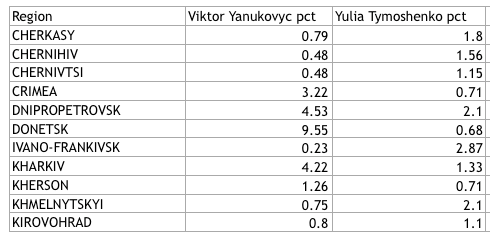 Region Viktor Yanukovyc pct Yulia Tymoshenko pct
CHERKASY 0.79 1.8
CHERNIHIV 0.48 1.56
CHERNIVTSI 0.48 1.15
CRIMEA 3.22 0.71
DNIPROPETROVSK 4.53 2.1
DONETSK 9.55 0.68
IVANO-FRANKIVSK 0.23 2.87
KHARKIV 4.22 1.33
KHERSON 1.26 0.71
KHMELNYTSKYI 0.75 2.1
KIROVOHRAD 0.8 1.1